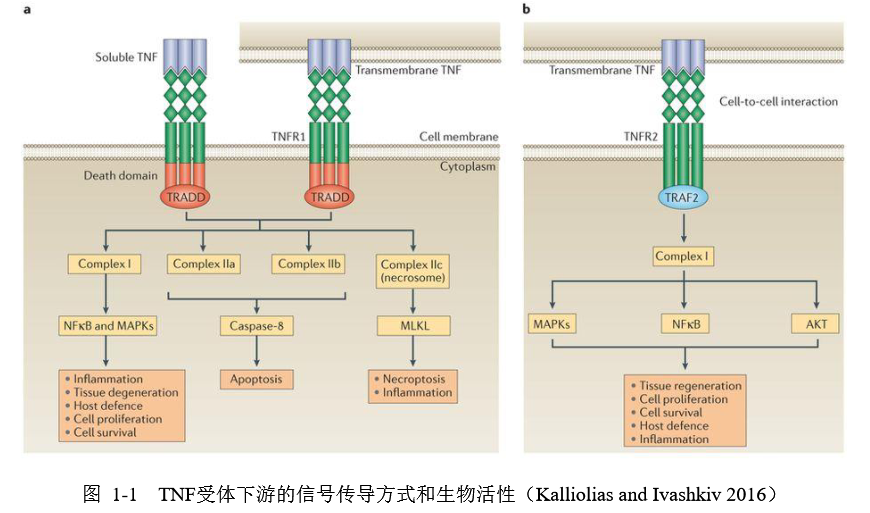 a
Soluble TNF
Transmembrane TNF
TNFR1
Cell membrane
Cytoplasm
Death domain
TRADD
TRADD
Complex I
Complex IIa
Complex IIb
Complex IIc
(necrosome)
NFκB and MAPKs
Caspase-8
MLKL
• Inflammation
• Tissue degeneration
• Host defence
• Cell proliferation
• Cell survival
Apoptosis
• Necroptosis
• Inflammation
b
Transmembrane TNF
Cell-to-cell interaction
TNFR2
TRAF2
Complex I
MAPKs
NFκB
AKT
• Tissue regeneration
• Cell proliferation
• Cell survival
• Host defence
• Inflammation
图 1-1 TNF受体下游的信号传导方式和生物活性（Kalliolias and Ivashkiv 2016）